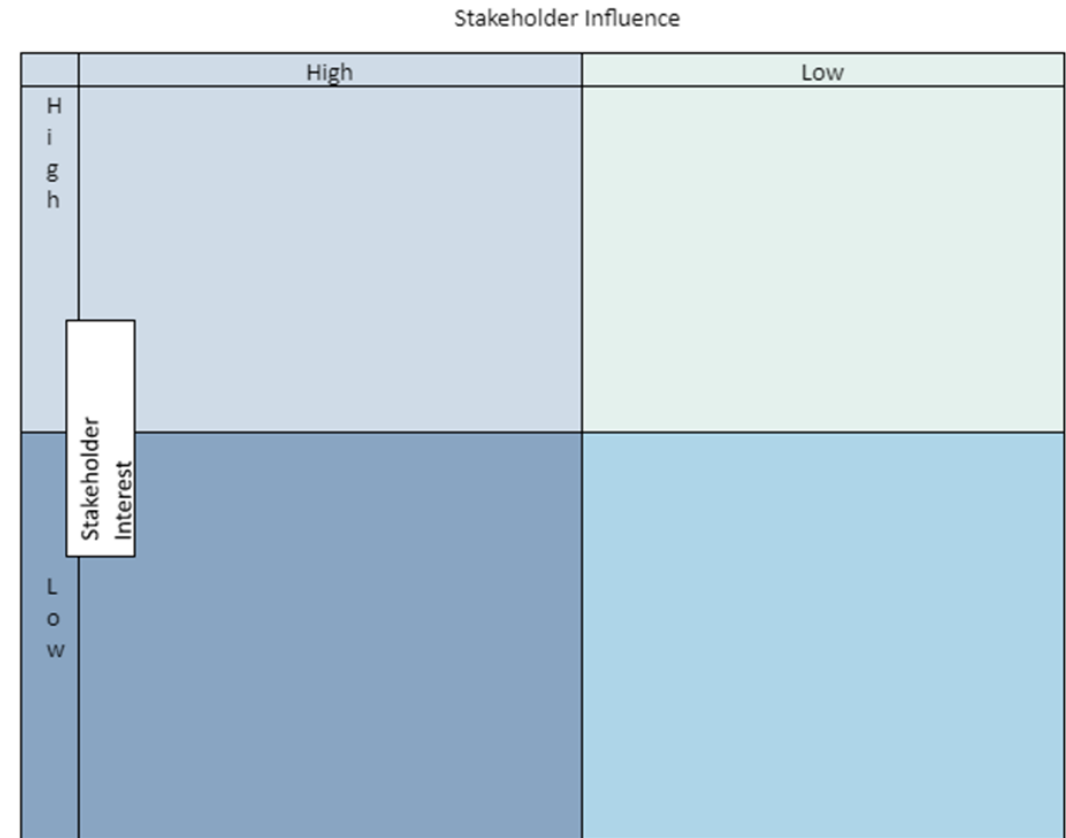 Stakeholder Influence
High
Low
H
i
g
h
Stakeholder
Interest
L
o
w